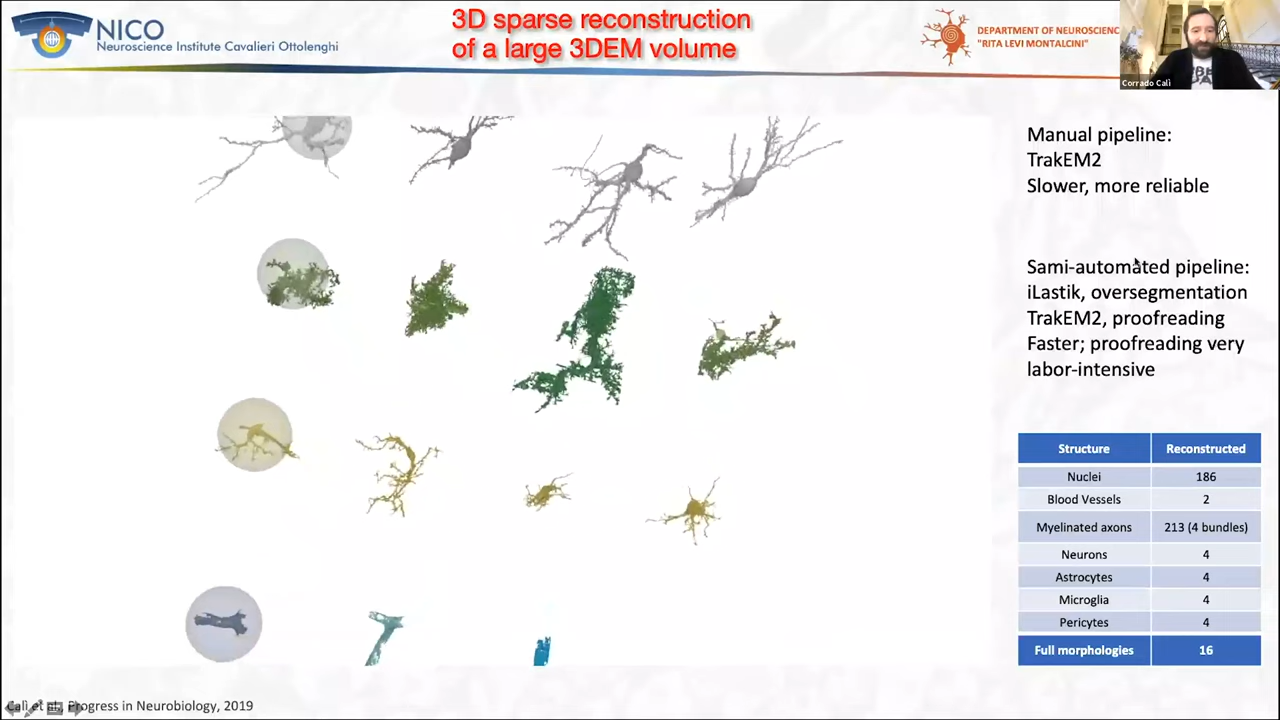 NICO
Neuroscience Institute Cavalieri Ottolenghi
3D sparse reconstruction
of a large 3DEM volume
DEPARTMENT OF NEUROSCIENC
"RITA LEVI MONTALCINI"
Corrado Calì
Manual pipeline:
TrakEM2
Slower, more reliable
Sami-automated pipeline:
iLastik, oversegmentation
TrakEM2, proofreading
Faster; proofreading very
labor-intensive
Structure Reconstructed
Nuclei 186
Blood Vessels 2
Myelinated axons 213 (4 bundles)
Neurons 4
Astrocytes 4
Microglia 4
Pericytes 4
Full morphologies 16
Calì et al, Progress in Neurobiology, 2019